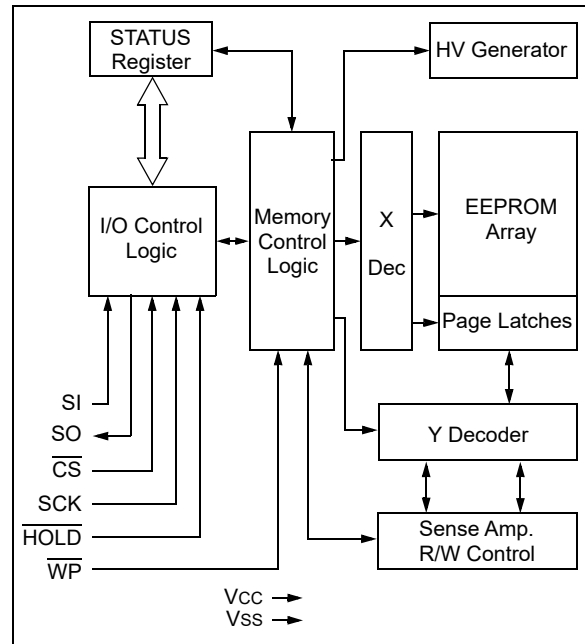 STATUS
Register
HV Generator
I/O Control
Logic
Memory
Control
Logic
X
Dec
EEPROM
Array
Page Latches
SI
SO
CS
SCK
HOLD
WP
Y Decoder
Sense Amp.
R/W Control
VCC
VSS